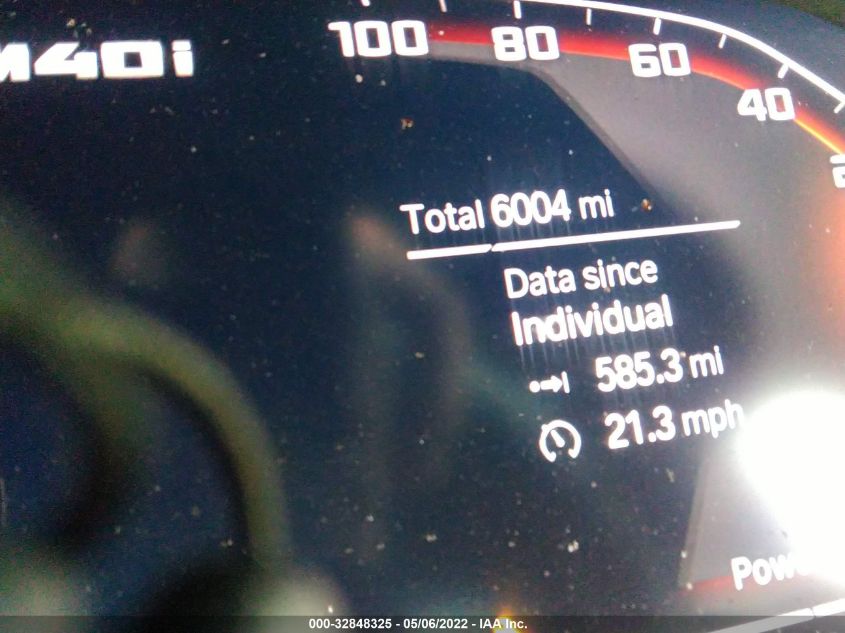 M40i
100 80 60 40
Total 6004 mi
Data since
Individual
585.3 mi
21.3 mph
000-32848325 - 05/06/2022 - IAA Inc.